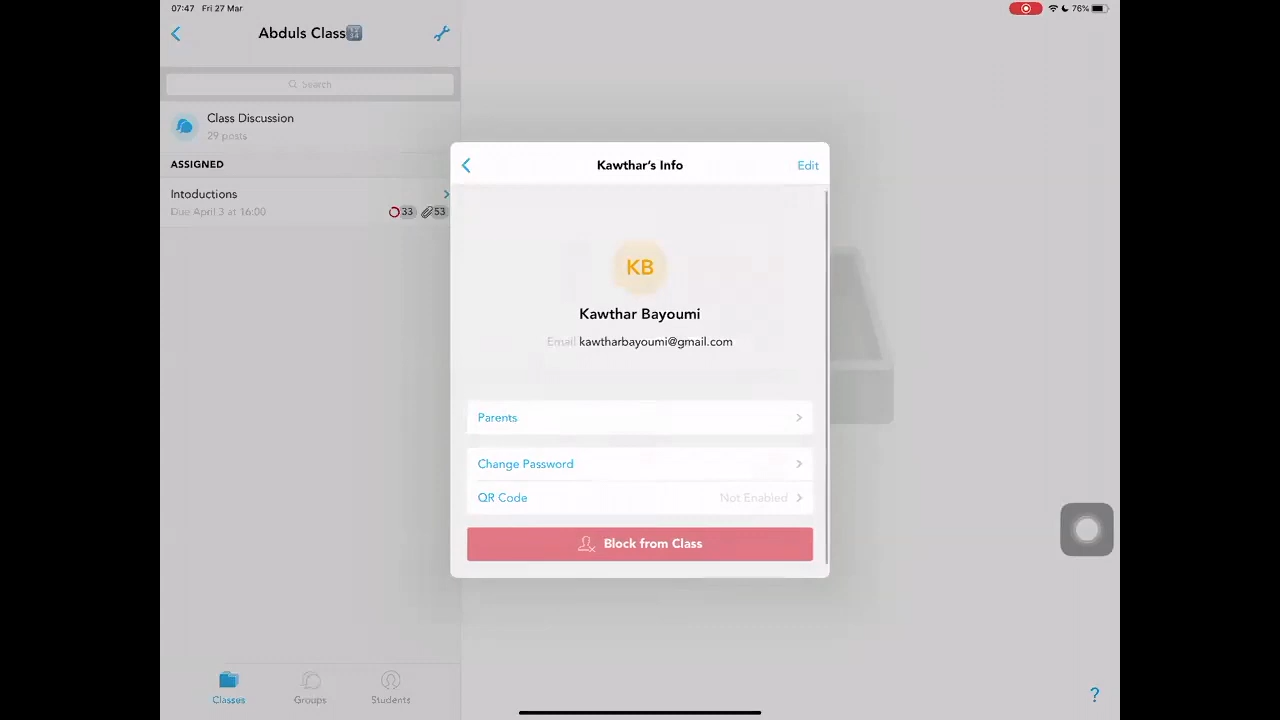 07:47 Fri 27 Mar
76%
Abduls Class
Search
Class Discussion
29 posts
ASSIGNED
Intoductions
Due April 3 at 16:00
33
53
Kawthar's Info
Edit
KB
Kawthar Bayoumi
Email kawtharbayoumi@gmail.com
Parents
Change Password
QR Code Not Enabled
Block from Class
Classes
Groups
Students
?